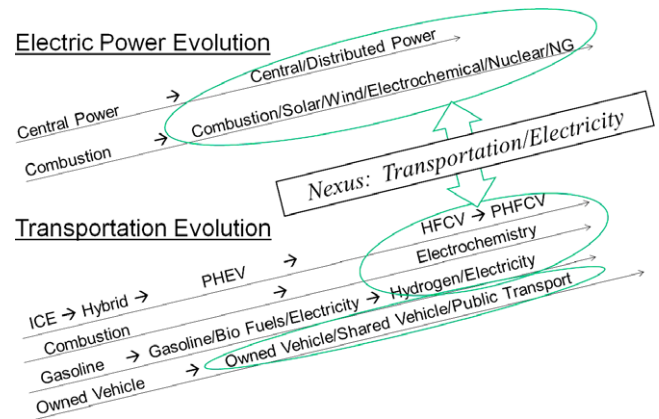 Electric Power Evolution
Central Power → Central/Distributed Power
Combustion → Combustion/Solar/Wind/Electrochemical/Nuclear/NG
Nexus: Transportation/Electricity
Transportation Evolution
ICE → Hybrid → PHEV → HFCV → PHFCV
Combustion → Electrochemistry
Gasoline → Gasoline/Bio Fuels/Electricity → Hydrogen/Electricity
Owned Vehicle → Owned Vehicle/Shared Vehicle/Public Transport